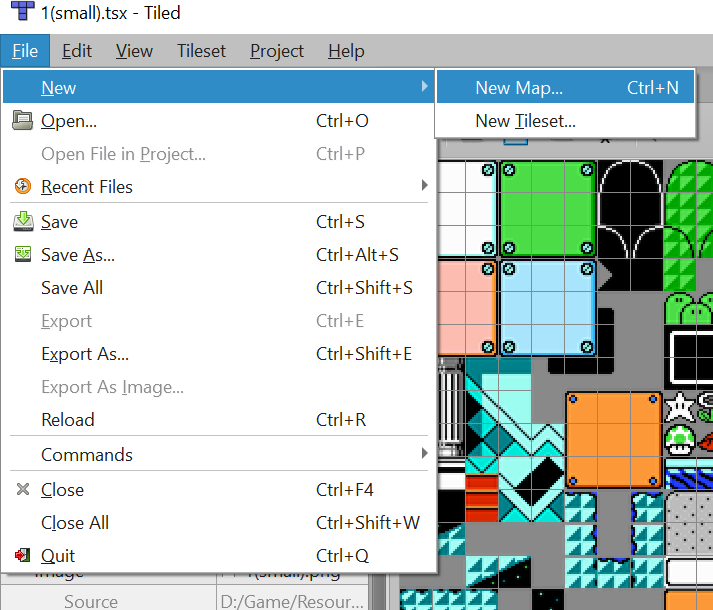 1(small).tsx - Tiled
File Edit View Tileset Project Help
New
New Map... Ctrl+N
Open... Ctrl+O
New Tileset...
Open File in Project... Ctrl+P
Recent Files
Save Ctrl+S
Save As... Ctrl+Alt+S
Save All Ctrl+Shift+S
Export Ctrl+E
Export As... Ctrl+Shift+E
Export As Image...
Reload Ctrl+R
Commands
Close Ctrl+F4
Close All Ctrl+Shift+W
Quit Ctrl+Q
Image 1(small).png
Source D:/Game/Resour...